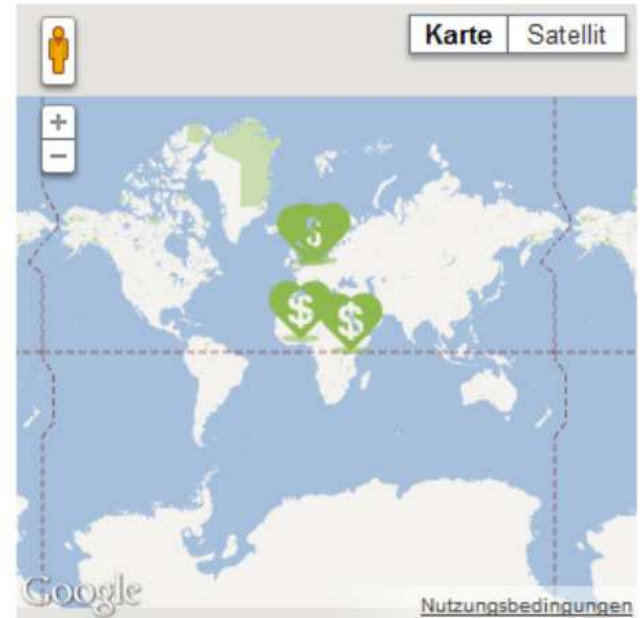 Karte Satellit
+
−
$
$ $
Google
Nutzungsbedingungen